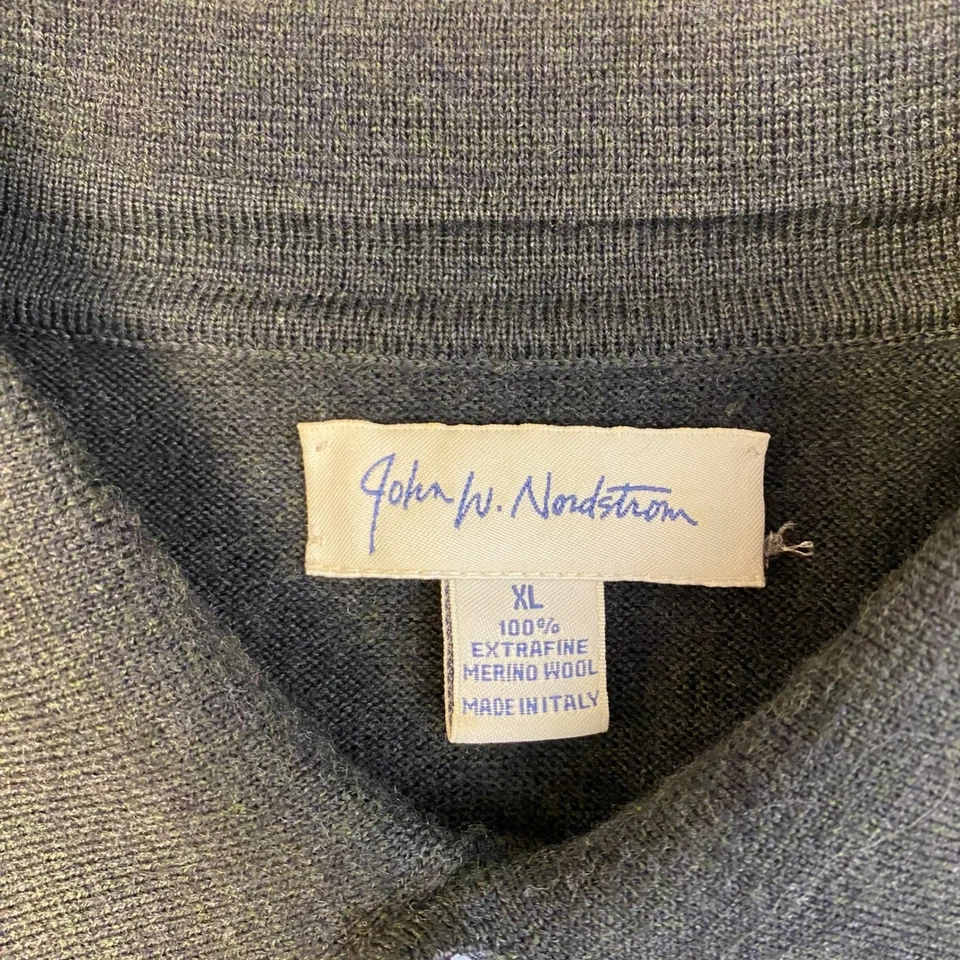 John W. Nordstrom
XL
100%
EXTRAFINE
MERINO WOOL
MADE IN ITALY